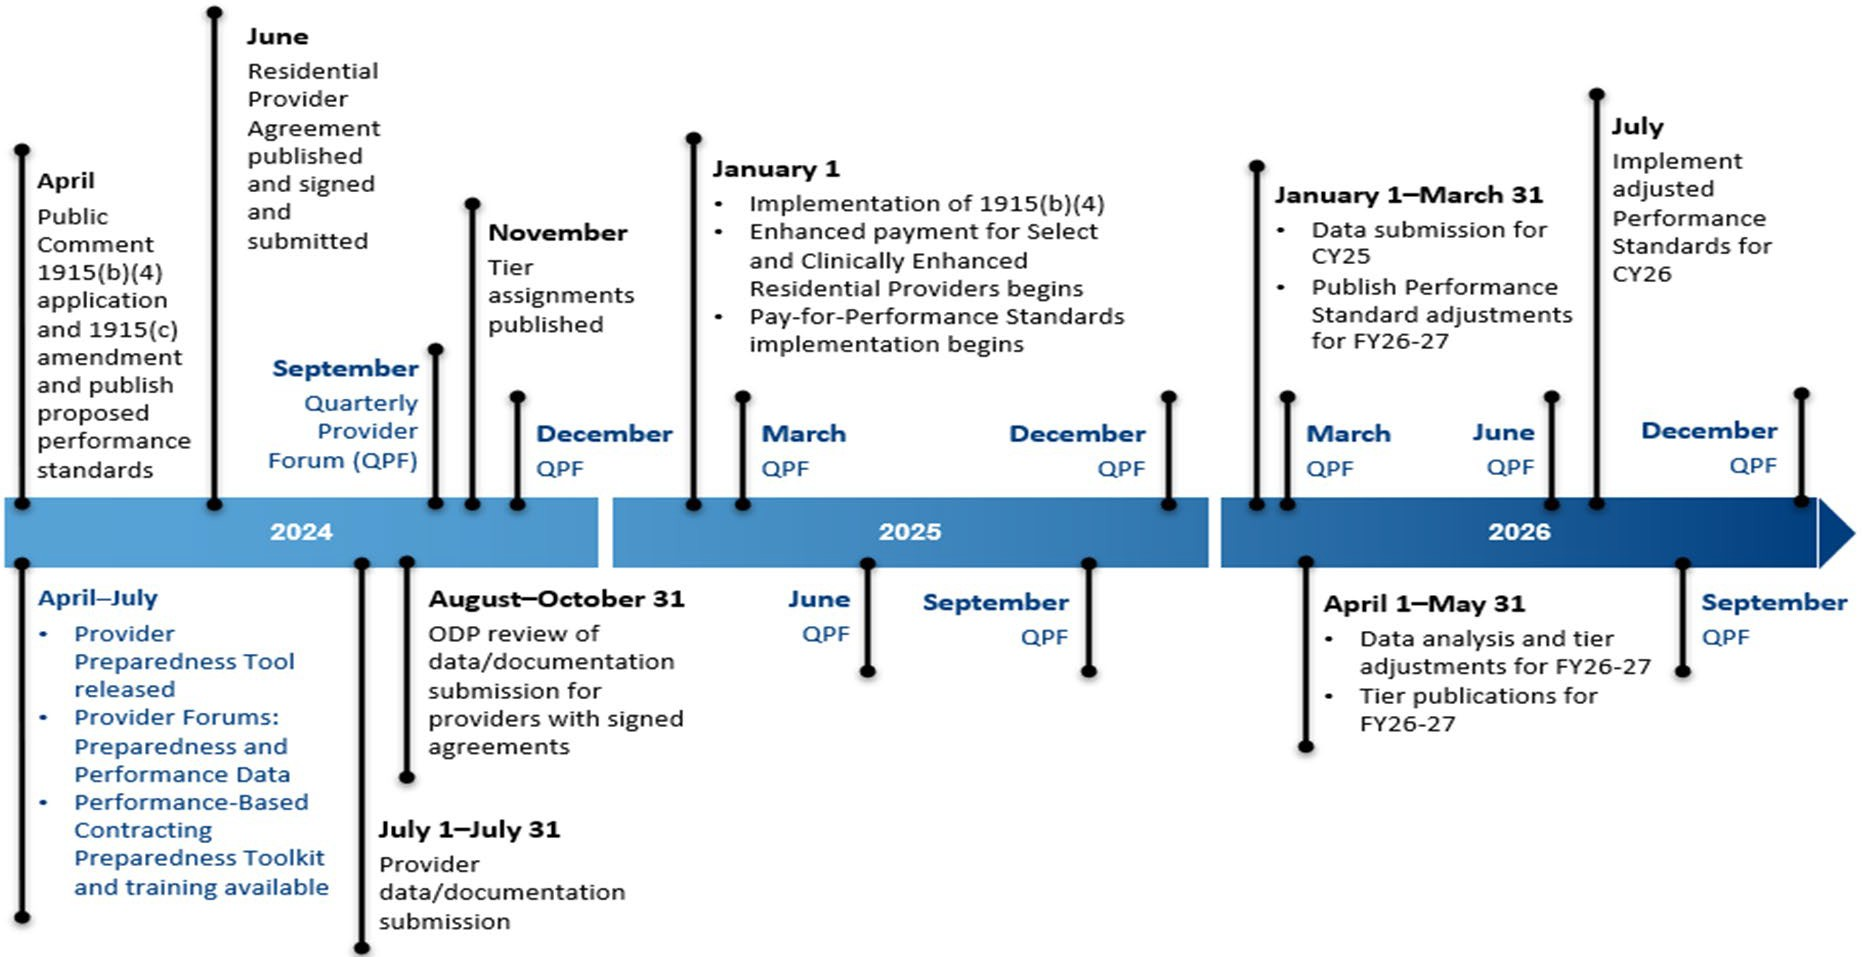 June
Residential
Provider
Agreement
published
and signed
and
submitted
April
Public
Comment
1915(b)(4)
application
and 1915(c)
amendment
and publish
proposed
performance
standards
September
Quarterly
Provider
Forum (QPF)
November
Tier
assignments
published
December
QPF
January 1
• Implementation of 1915(b)(4)
• Enhanced payment for Select
and Clinically Enhanced
Residential Providers begins
• Pay-for-Performance Standards
implementation begins
March
QPF
December
QPF
January 1–March 31
• Data submission for
CY25
• Publish Performance
Standard adjustments
for FY26-27
March
QPF
June
QPF
July
Implement
adjusted
Performance
Standards for
CY26
December
QPF
2024
2025
2026
April–July
• Provider
Preparedness Tool
released
• Provider Forums:
Preparedness and
Performance Data
• Performance-Based
Contracting
Preparedness Toolkit
and training available
August–October 31
ODP review of
data/documentation
submission for
providers with signed
agreements
July 1–July 31
Provider
data/documentation
submission
June
QPF
September
QPF
April 1–May 31
• Data analysis and tier
adjustments for FY26-27
• Tier publications for
FY26-27
September
QPF